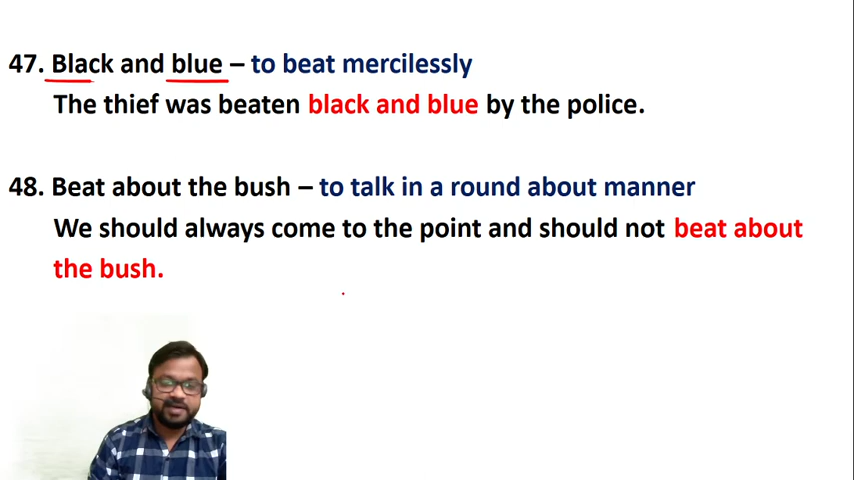 47. Black and blue – to beat mercilessly
The thief was beaten black and blue by the police.
48. Beat about the bush – to talk in a round about manner
We should always come to the point and should not beat about
the bush.